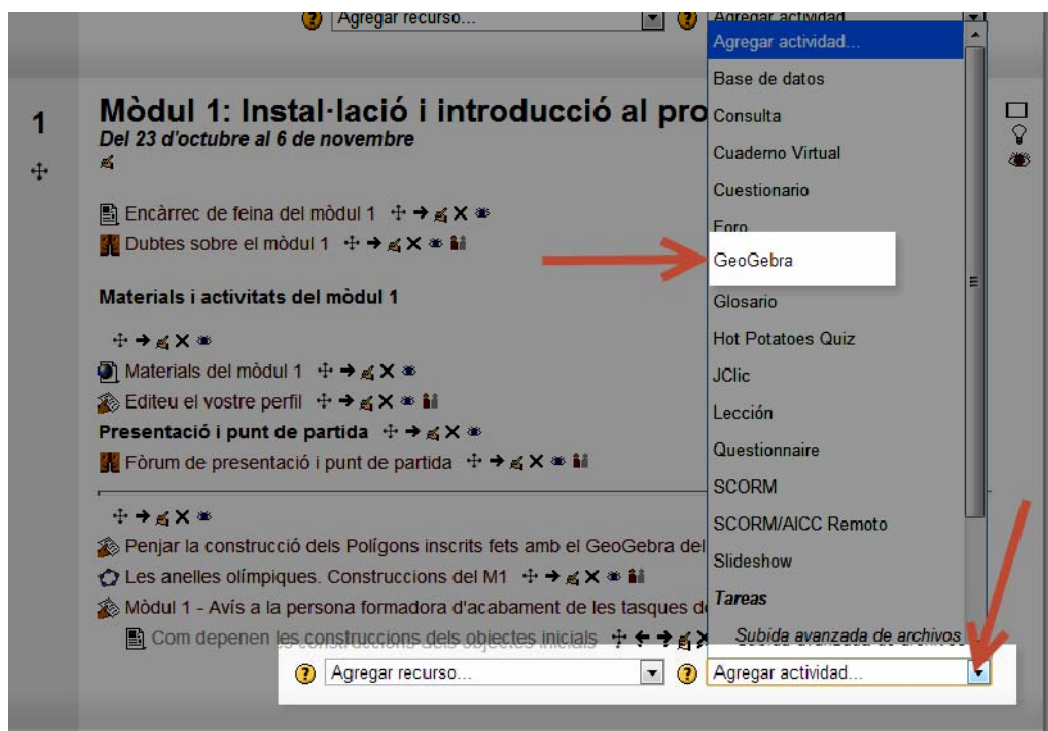 Agregar recurso...
Agregar actividad...
Agregar actividad...
Base de datos
Consulta
Cuaderno Virtual
Cuestionario
Foro
GeoGebra
Glosario
Hot Potatoes Quiz
JClic
Lección
Questionnaire
SCORM
SCORM/AICC Remoto
Slideshow
Tareas
Subida avanzada de archivos
1
Mòdul 1: Instal·lació i introducció al pro
Del 23 d'octubre al 6 de novembre
Encàrrec de feina del mòdul 1
Dubtes sobre el mòdul 1
Materials i activitats del mòdul 1
Materials del mòdul 1
Editeu el vostre perfil
Presentació i punt de partida
Fòrum de presentació i punt de partida
Penjar la construcció dels Polígons inscrits fets amb el GeoGebra del
Les anelles olímpiques. Construccions del M1
Mòdul 1 - Avís a la persona formadora d'acabament de les tasques d
Com depenen les construccions dels objectes inicials
Agregar recurso...
Agregar actividad...